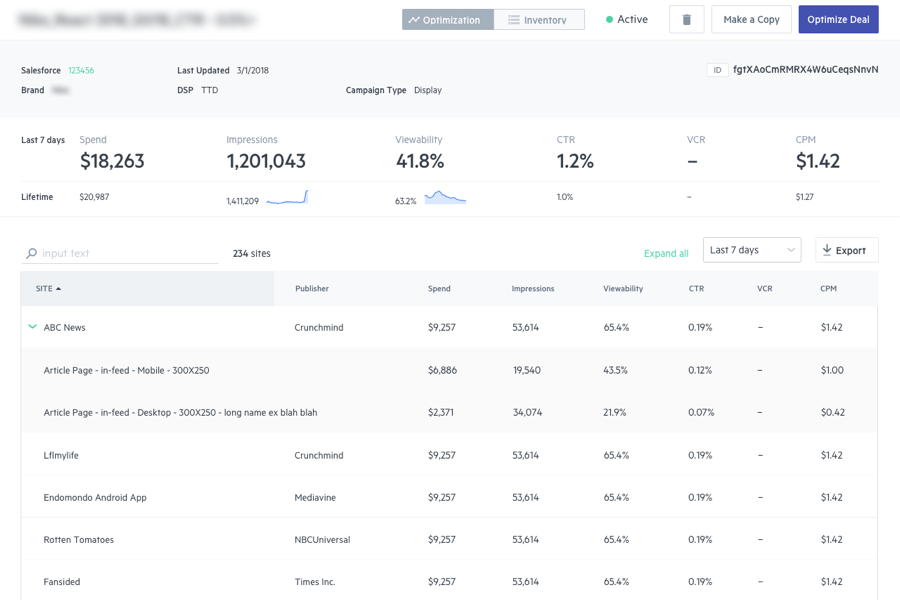 Optimization
Inventory
Active
Make a Copy
Optimize Deal
Salesforce 123456
Last Updated 3/1/2018
ID fgtXAoCmRMRX4W6uCeqsNnvN
Brand
DSP TTD
Campaign Type Display
Last 7 days
Spend
Impressions
Viewability
CTR
VCR
CPM
$18,263
1,201,043
41.8%
1.2%
–
$1.42
Lifetime
$20,987
1,411,209
63.2%
1.0%
–
$1.27
input text
234 sites
Expand all
Last 7 days
Export
SITE Publisher Spend Impressions Viewability CTR VCR CPM
ABC News Crunchmind $9,257 53,614 65.4% 0.19% – $1.42
Article Page - in-feed - Mobile - 300X250 $6,886 19,540 43.5% 0.12% – $1.00
Article Page - in-feed - Desktop - 300X250 - long name ex blah blah $2,371 34,074 21.9% 0.07% – $0.42
Lflmylife Crunchmind $9,257 53,614 65.4% 0.19% – $1.42
Endomondo Android App Mediavine $9,257 53,614 65.4% 0.19% – $1.42
Rotten Tomatoes NBCUniversal $9,257 53,614 65.4% 0.19% – $1.42
Fansided Times Inc. $9,257 53,614 65.4% 0.19% – $1.42